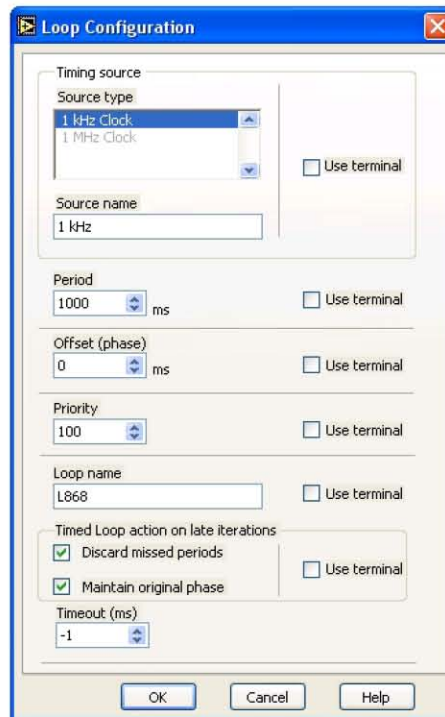 Loop Configuration
Timing source
Source type
1 kHz Clock
1 MHz Clock
Use terminal
Source name
1 kHz
Period
1000 ms
Use terminal
Offset (phase)
0 ms
Use terminal
Priority
100
Use terminal
Loop name
L868
Use terminal
Timed Loop action on late iterations
Discard missed periods
Use terminal
Maintain original phase
Timeout (ms)
-1
OK Cancel Help